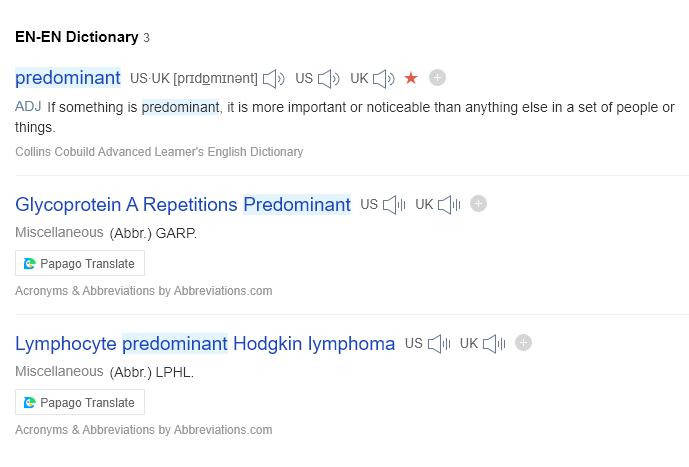 EN-EN Dictionary 3
predominant US·UK [prɪdɒmɪnənt] US UK
ADJ If something is predominant, it is more important or noticeable than anything else in a set of people or
things.
Collins Cobuild Advanced Learner's English Dictionary
Glycoprotein A Repetitions Predominant US UK
Miscellaneous (Abbr.) GARP.
Papago Translate
Acronyms & Abbreviations by Abbreviations.com
Lymphocyte predominant Hodgkin lymphoma US UK
Miscellaneous (Abbr.) LPHL.
Papago Translate
Acronyms & Abbreviations by Abbreviations.com